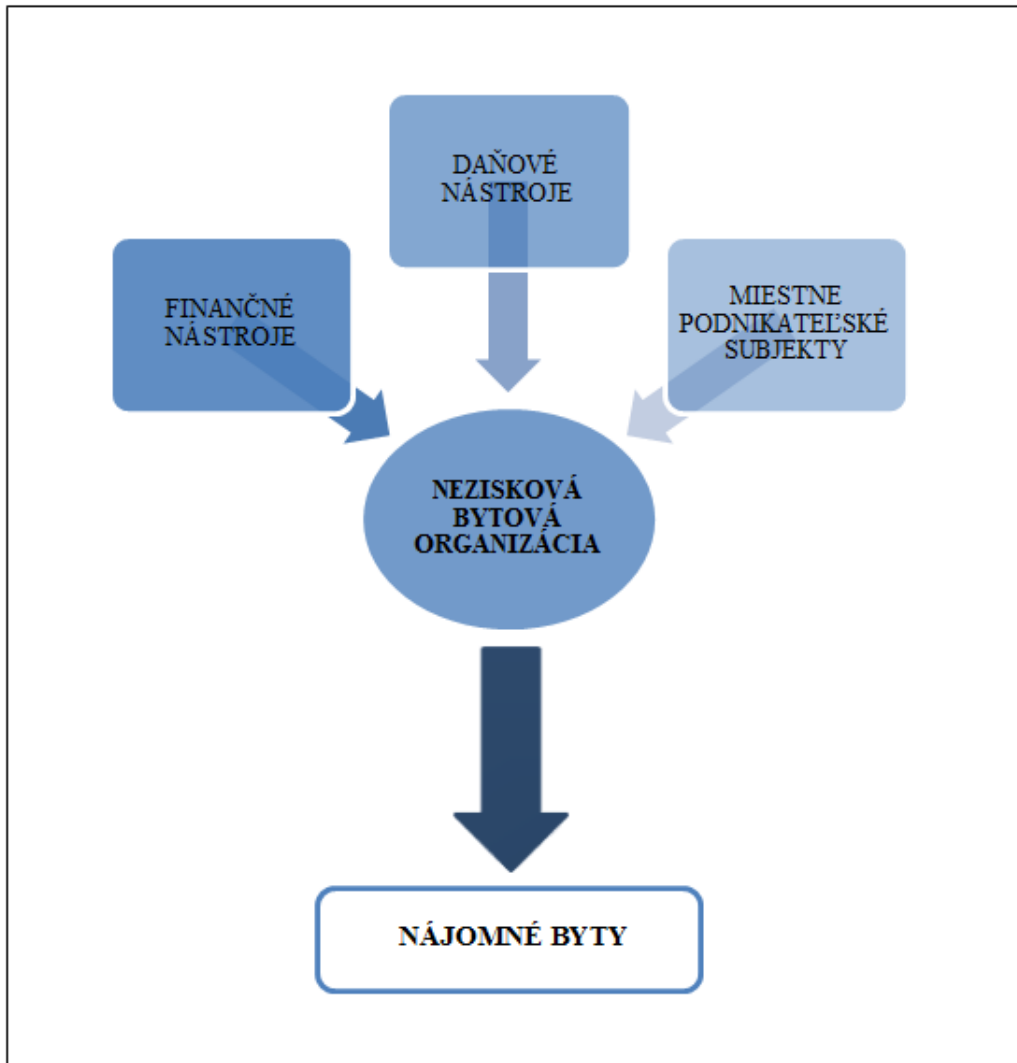 DAŇOVÉ
NÁSTROJE
FINANČNÉ
NÁSTROJE
MIESTNE
PODNIKATEĽSKÉ
SUBJEKTY
NEZISKOVÁ
BYTOVÁ
ORGANIZÁCIA
NÁJOMNÉ BYTY